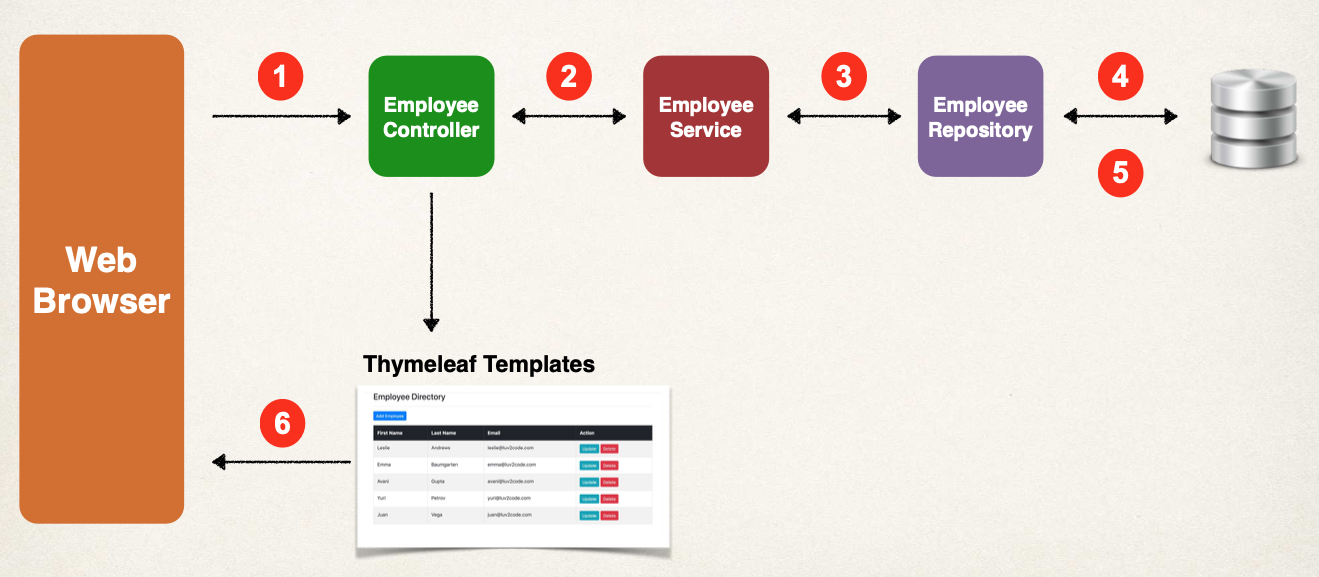 1
2
3
4
Employee
Controller
Employee
Service
Employee
Repository
5
Web
Browser
Thymeleaf Templates
Employee Directory
Add Employee
First Name Last Name Email Action
Leslie Andrews leslie@luv2code.com Update Delete
Emma Baumgarten emma@luv2code.com Update Delete
Avani Gupta avani@luv2code.com Update Delete
Yuri Petrov yuri@luv2code.com Update Delete
Juan Vega juan@luv2code.com Update Delete
6